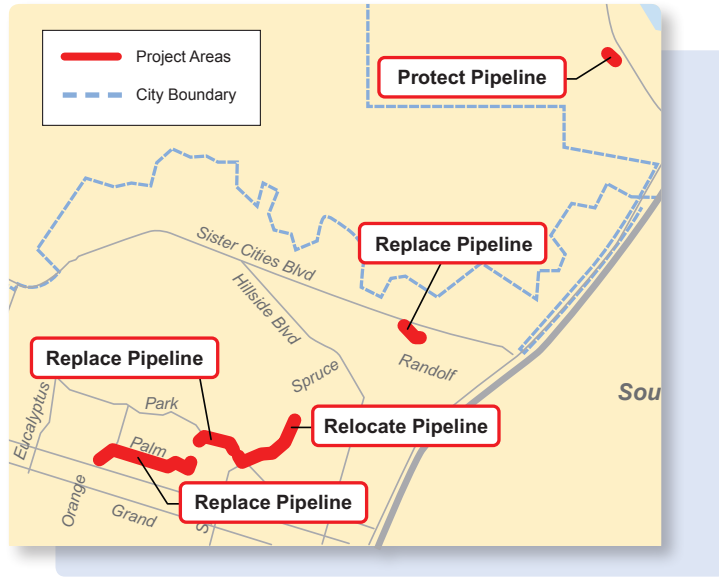 Project Areas
City Boundary
Protect Pipeline
Replace Pipeline
Sister Cities Blvd
Hillside Blvd
Replace Pipeline
Randolf
Spruce
Eucalyptus
Park
Relocate Pipeline
Palm
Replace Pipeline
Orange
Grand